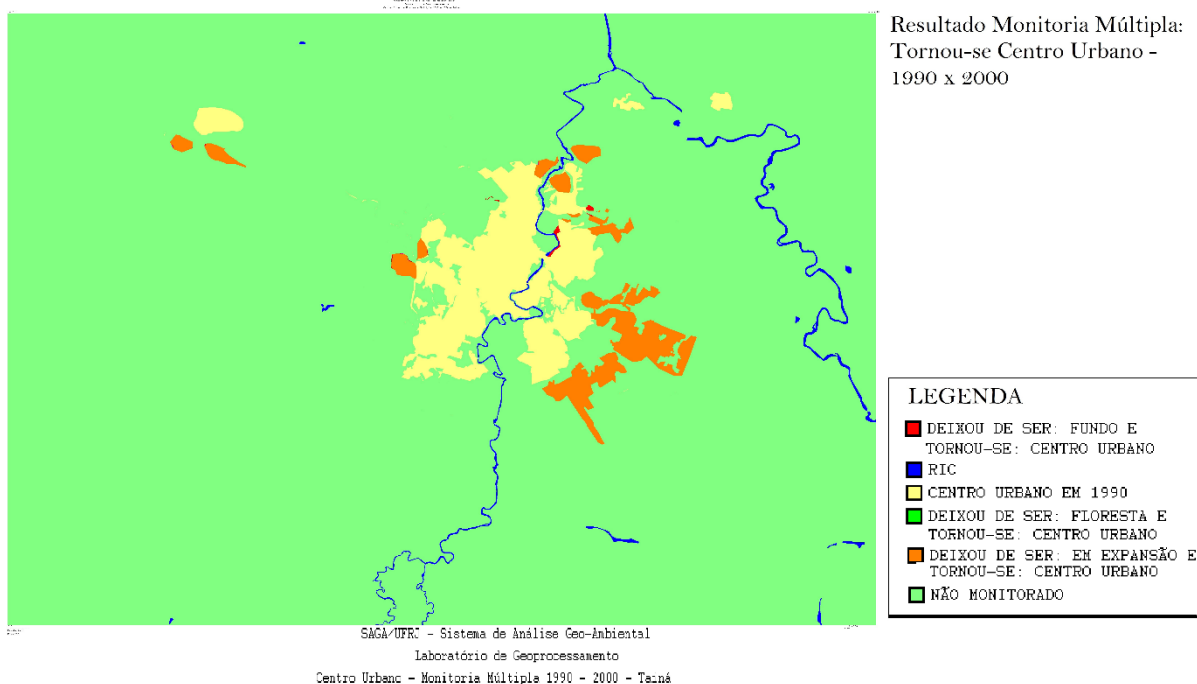 Resultado Monitoria Múltipla:
Tornou-se Centro Urbano -
1990 x 2000
LEGENDA
DEIXOU DE SER: FUNDO E
TORNOU-SE: CENTRO URBANO
RIC
CENTRO URBANO EM 1990
DEIXOU DE SER: FLORESTA E
TORNOU-SE: CENTRO URBANO
DEIXOU DE SER: EM EXPANSÃO E
TORNOU-SE: CENTRO URBANO
NÃO MONITORADO
SAGA/UFRJ - Sistema de Análise Geo-Ambiental
Laboratório de Geoprocessamento
Centro Urbano - Monitoria Múltipla 1990 - 2000 - Tainá